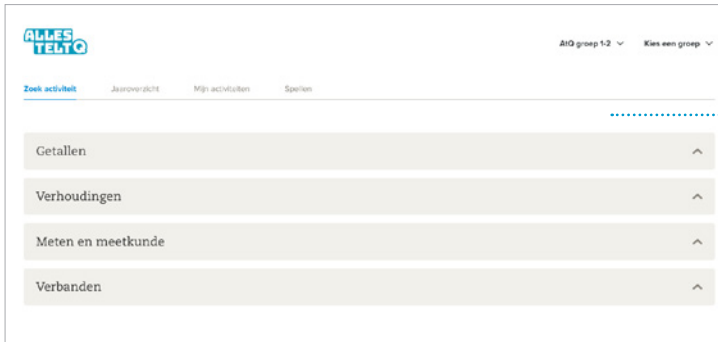 ALLES
TELT Q
AtQ groep 1-2 Kies een groep
Zoek activiteit Jaaroverzicht Mijn activiteiten Spellen
Getallen
Verhoudingen
Meten en meetkunde
Verbanden